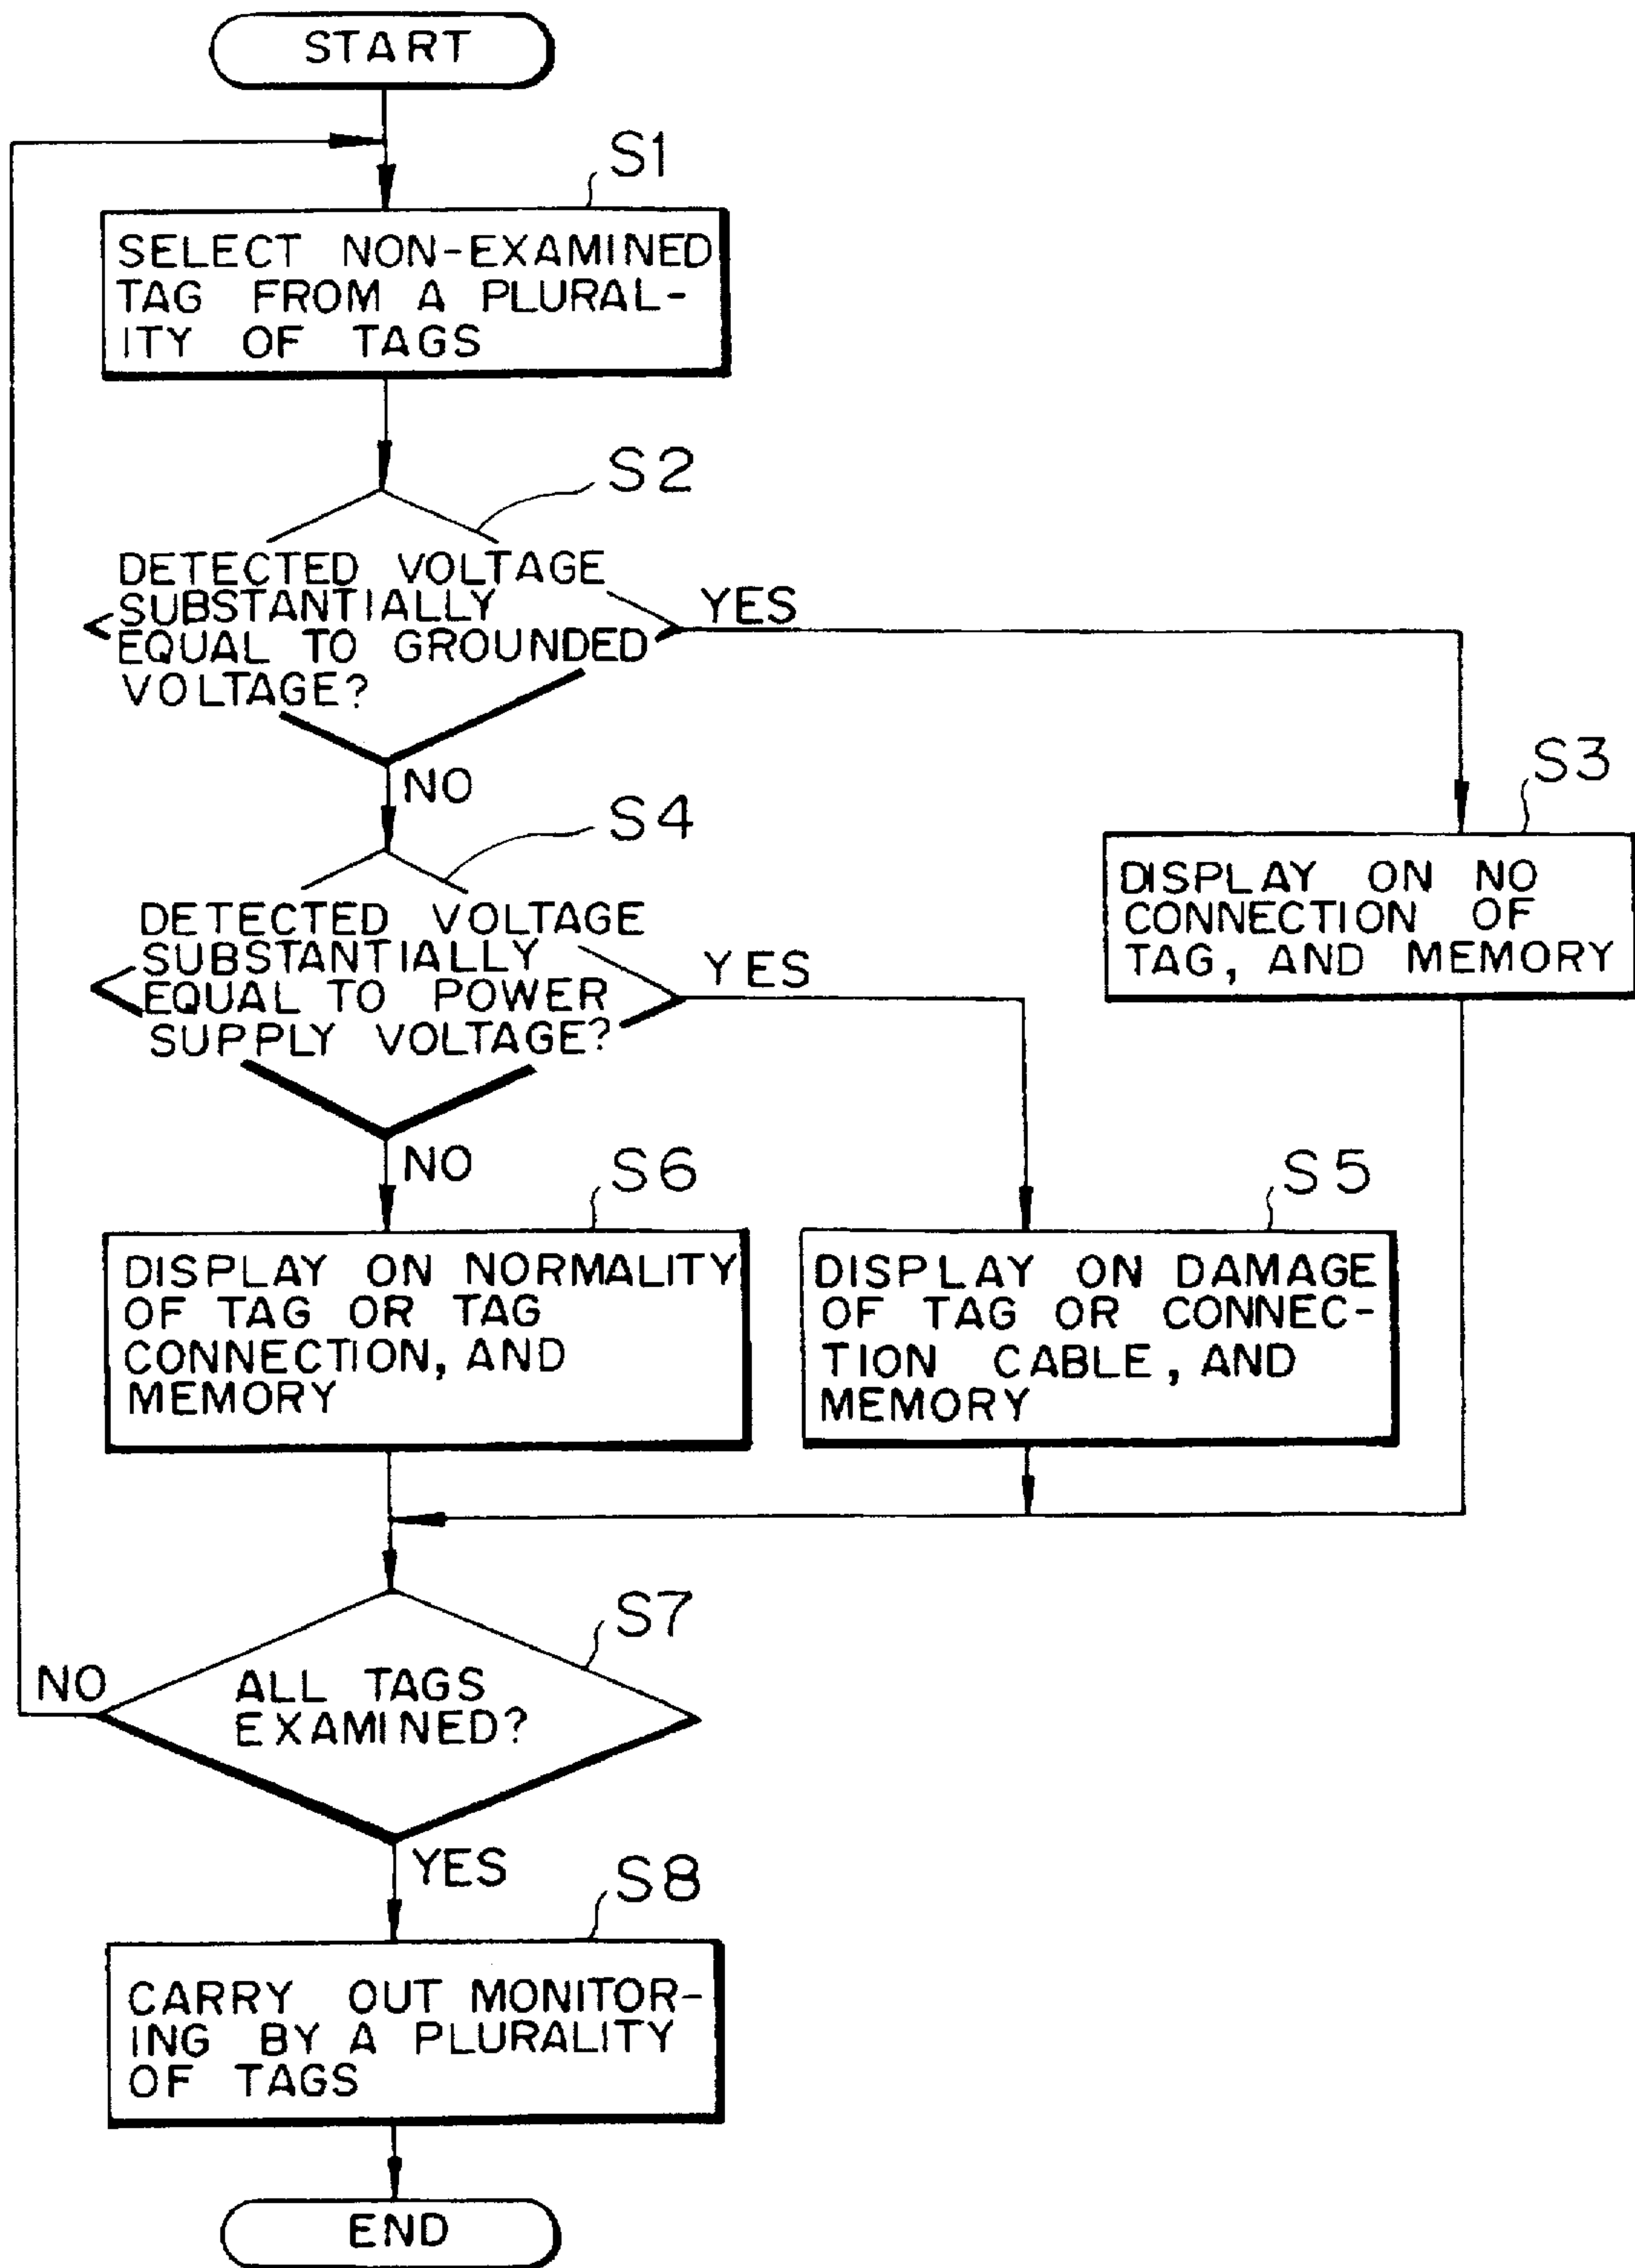 START
S1
SELECT NON-EXAMINED
TAG FROM A PLURAL-
ITY OF TAGS
S2
DETECTED VOLTAGE
SUBSTANTIALLY
EQUAL TO GROUNDED
VOLTAGE?
YES
NO
S3
DISPLAY ON NO
CONNECTION OF
TAG, AND MEMORY
S4
DETECTED VOLTAGE
SUBSTANTIALLY
EQUAL TO POWER
SUPPLY VOLTAGE?
YES
NO
S6
DISPLAY ON NORMALITY
OF TAG OR TAG
CONNECTION, AND
MEMORY
S5
DISPLAY ON DAMAGE
OF TAG OR CONNEC-
TION CABLE, AND
MEMORY
S7
NO
ALL TAGS
EXAMINED?
YES
S8
CARRY OUT MONITOR-
ING BY A PLURALITY
OF TAGS
END